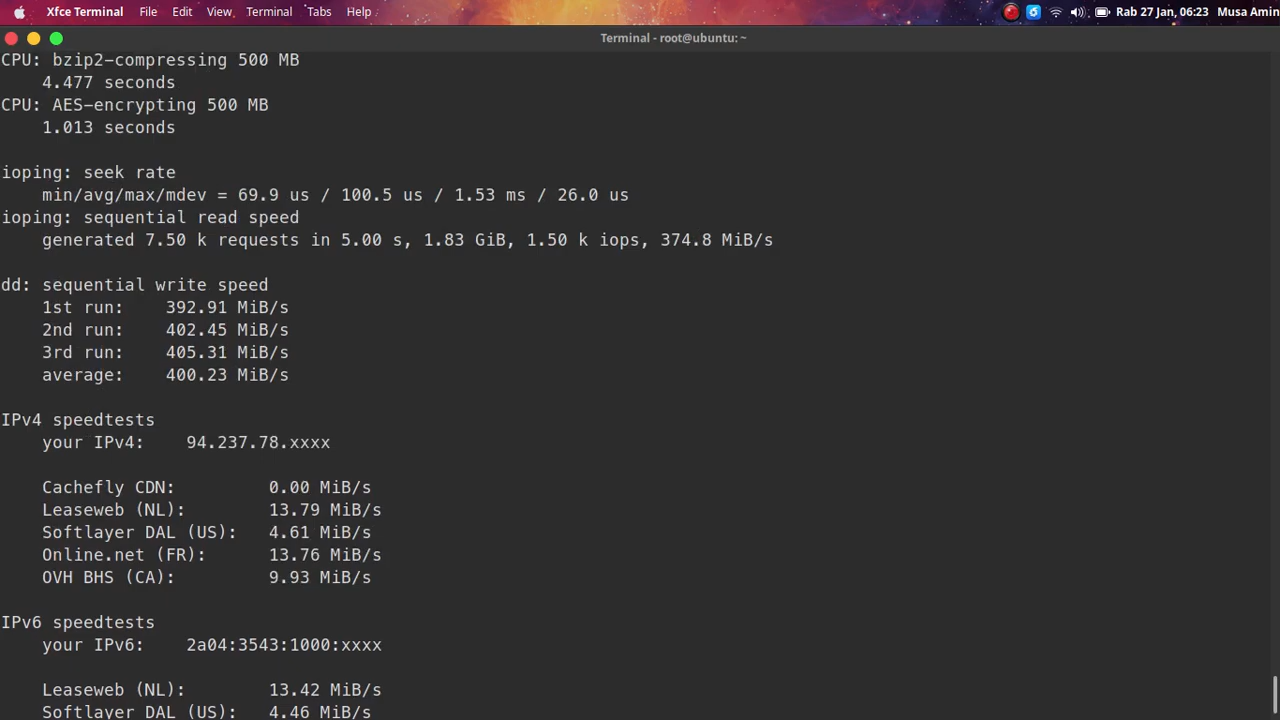 Xfce Terminal File Edit View Terminal Tabs Help Rab 27 Jan, 06:23 Musa Amin
Terminal - root@ubuntu: ~
CPU: bzip2-compressing 500 MB
4.477 seconds
CPU: AES-encrypting 500 MB
1.013 seconds
ioping: seek rate
min/avg/max/mdev = 69.9 us / 100.5 us / 1.53 ms / 26.0 us
ioping: sequential read speed
generated 7.50 k requests in 5.00 s, 1.83 GiB, 1.50 k iops, 374.8 MiB/s
dd: sequential write speed
1st run: 392.91 MiB/s
2nd run: 402.45 MiB/s
3rd run: 405.31 MiB/s
average: 400.23 MiB/s
IPv4 speedtests
your IPv4: 94.237.78.xxxx
Cachefly CDN: 0.00 MiB/s
Leaseweb (NL): 13.79 MiB/s
Softlayer DAL (US): 4.61 MiB/s
Online.net (FR): 13.76 MiB/s
OVH BHS (CA): 9.93 MiB/s
IPv6 speedtests
your IPv6: 2a04:3543:1000:xxxx
Leaseweb (NL): 13.42 MiB/s
Softlayer DAL (US): 4.46 MiB/s